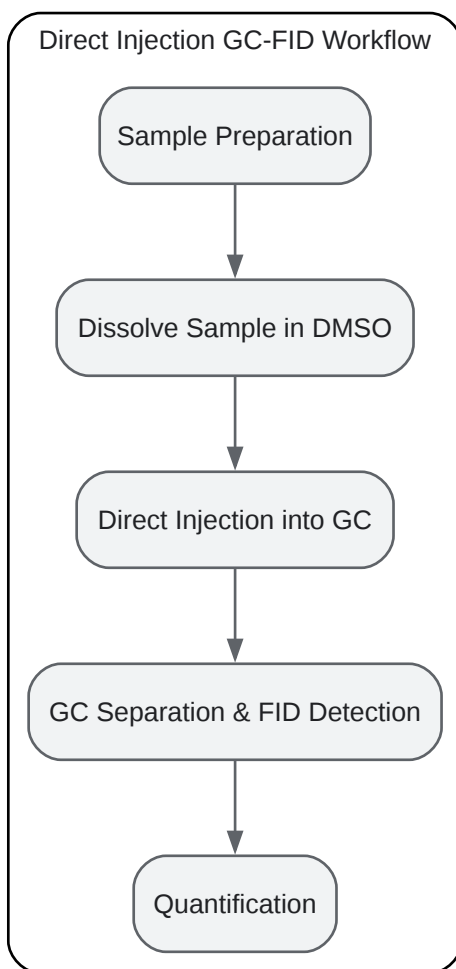 Direct Injection GC-FID Workflow
Sample Preparation
Dissolve Sample in DMSO
Direct Injection into GC
GC Separation & FID Detection
Quantification